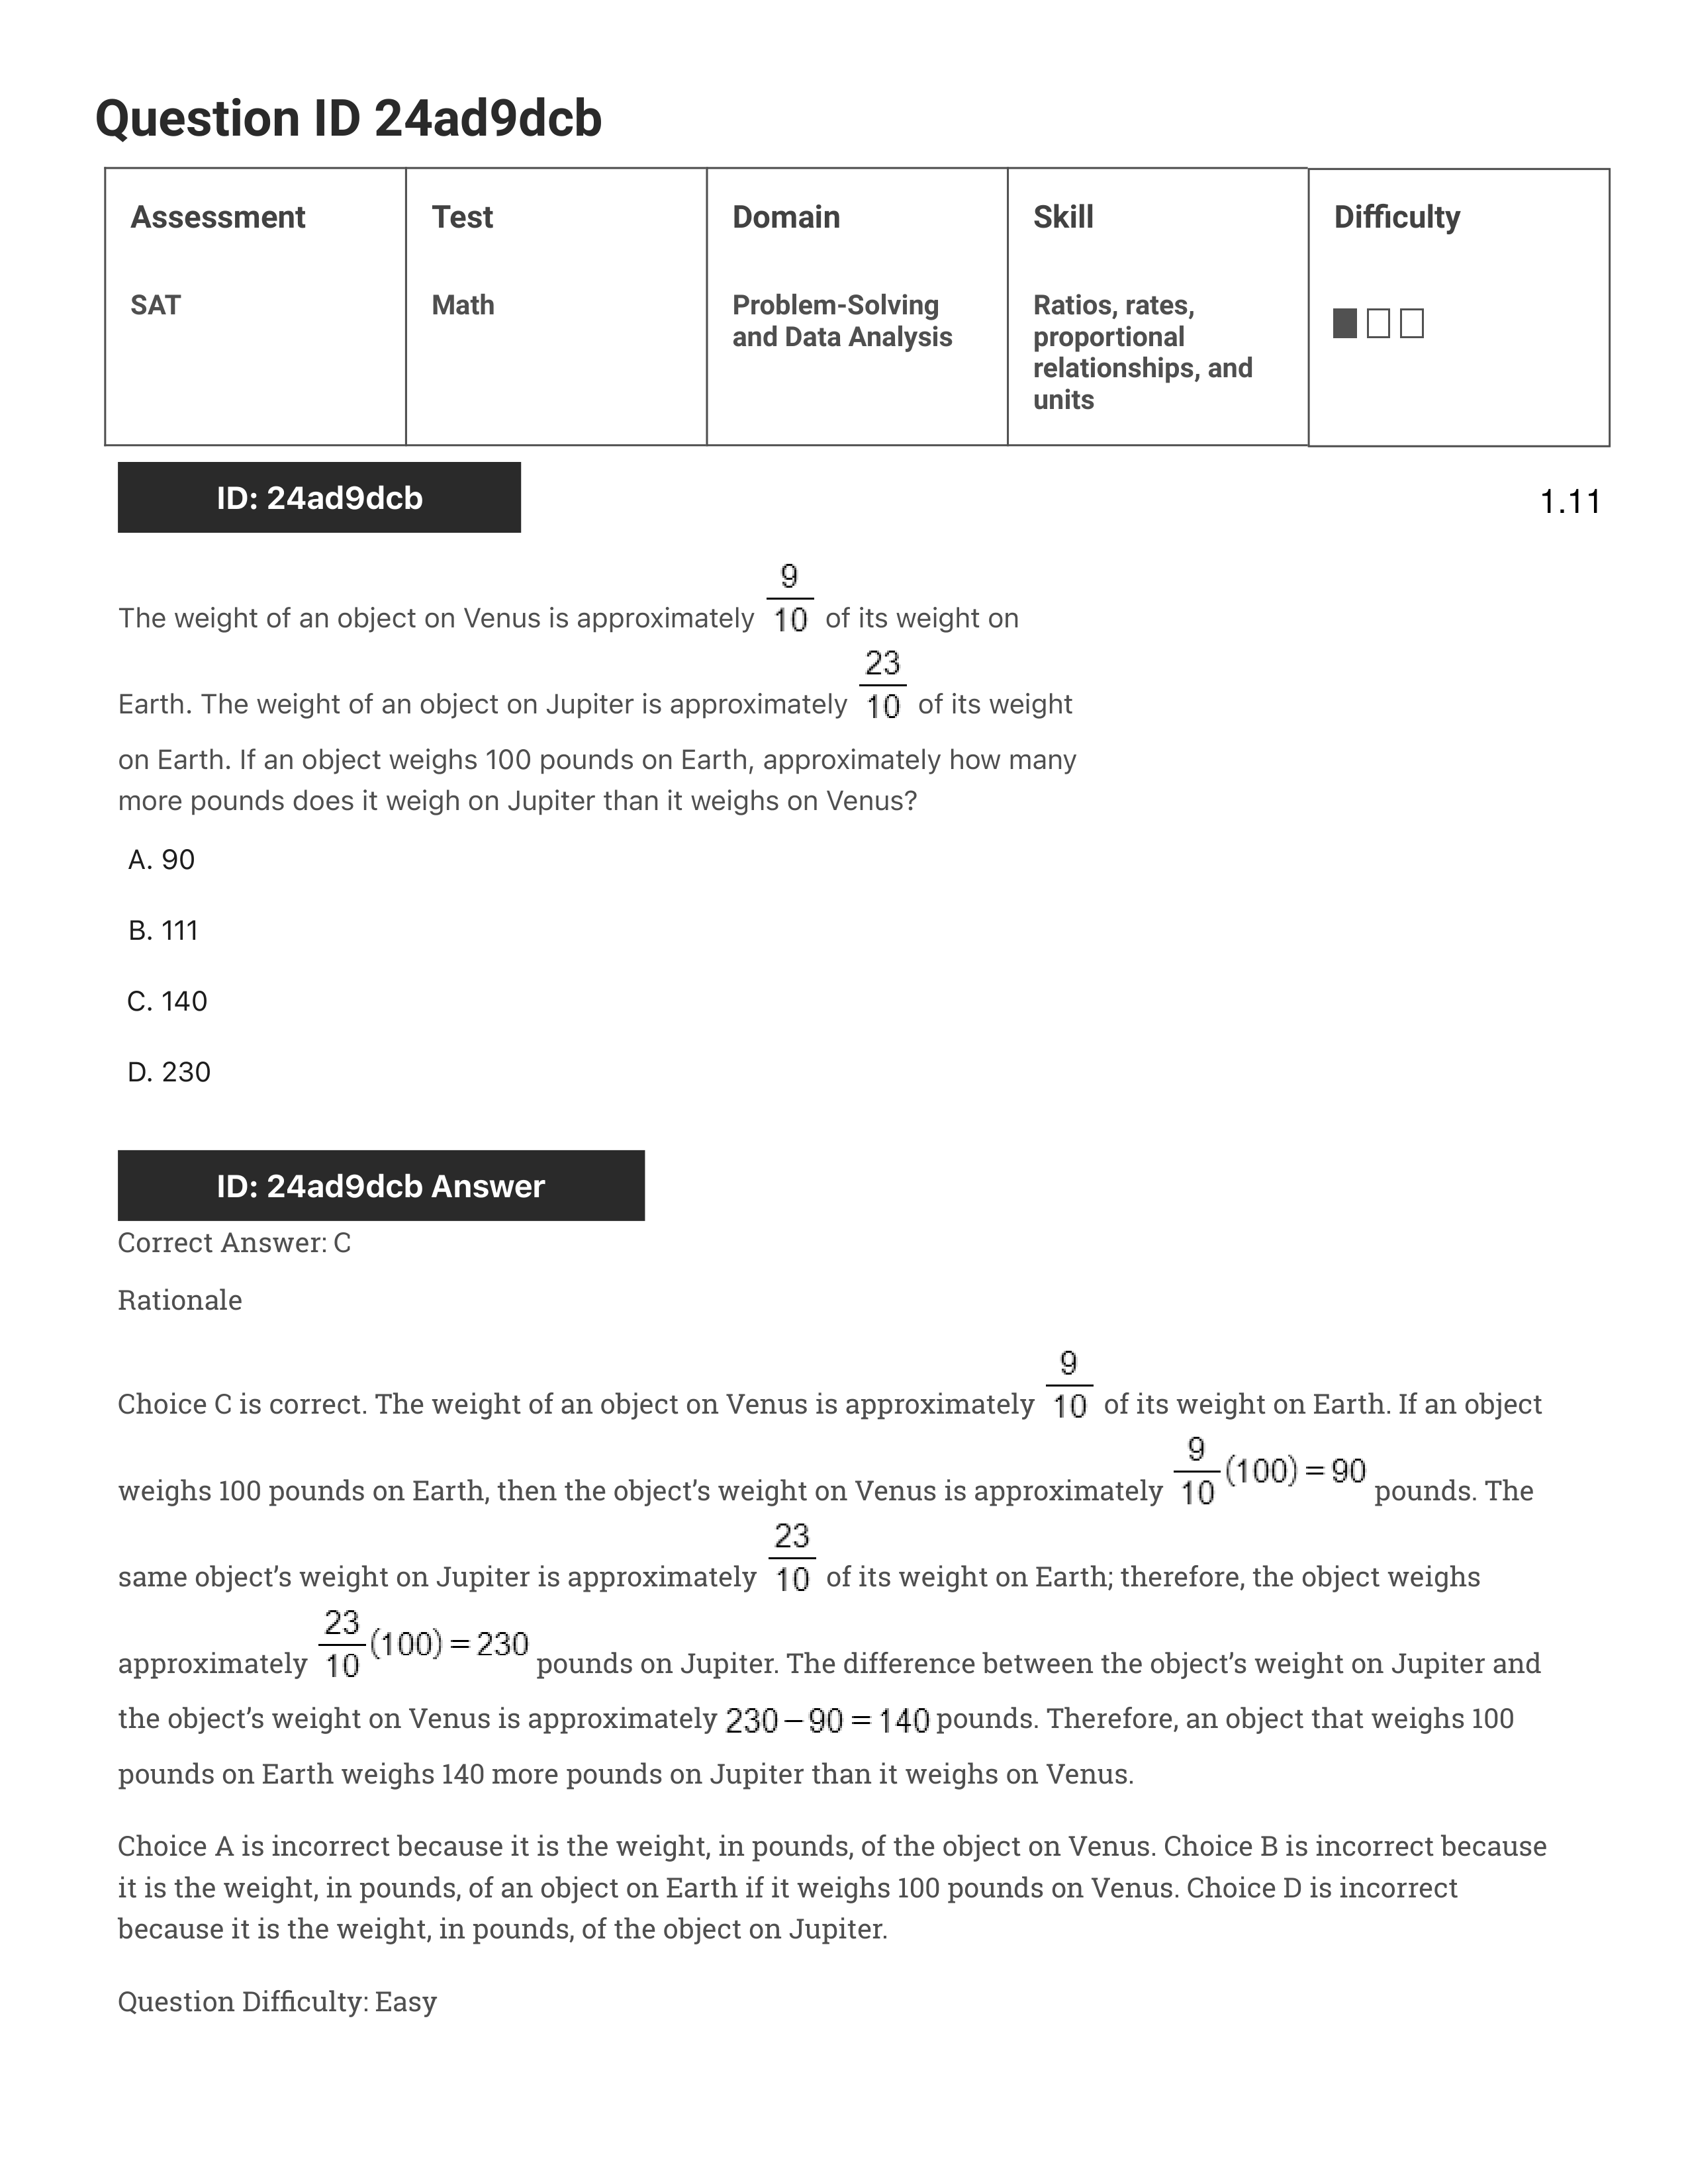 Question ID 24ad9dcb
Assessment Test Domain Skill Difficulty
SAT Math Problem-Solving and Data Analysis Ratios, rates, proportional relationships, and units
ID: 24ad9dcb
1.11
The weight of an object on Venus is approximately 9/10 of its weight on
Earth. The weight of an object on Jupiter is approximately 23/10 of its weight
on Earth. If an object weighs 100 pounds on Earth, approximately how many
more pounds does it weigh on Jupiter than it weighs on Venus?
A. 90
B. 111
C. 140
D. 230
ID: 24ad9dcb Answer
Correct Answer: C
Rationale
Choice C is correct. The weight of an object on Venus is approximately 9/10 of its weight on Earth. If an object
weighs 100 pounds on Earth, then the object’s weight on Venus is approximately 9/10 (100) = 90 pounds. The
same object’s weight on Jupiter is approximately 23/10 of its weight on Earth; therefore, the object weighs
approximately 23/10 (100) = 230 pounds on Jupiter. The difference between the object’s weight on Jupiter and
the object’s weight on Venus is approximately 230 – 90 = 140 pounds. Therefore, an object that weighs 100
pounds on Earth weighs 140 more pounds on Jupiter than it weighs on Venus.
Choice A is incorrect because it is the weight, in pounds, of the object on Venus. Choice B is incorrect because
it is the weight, in pounds, of an object on Earth if it weighs 100 pounds on Venus. Choice D is incorrect
because it is the weight, in pounds, of the object on Jupiter.
Question Difficulty: Easy